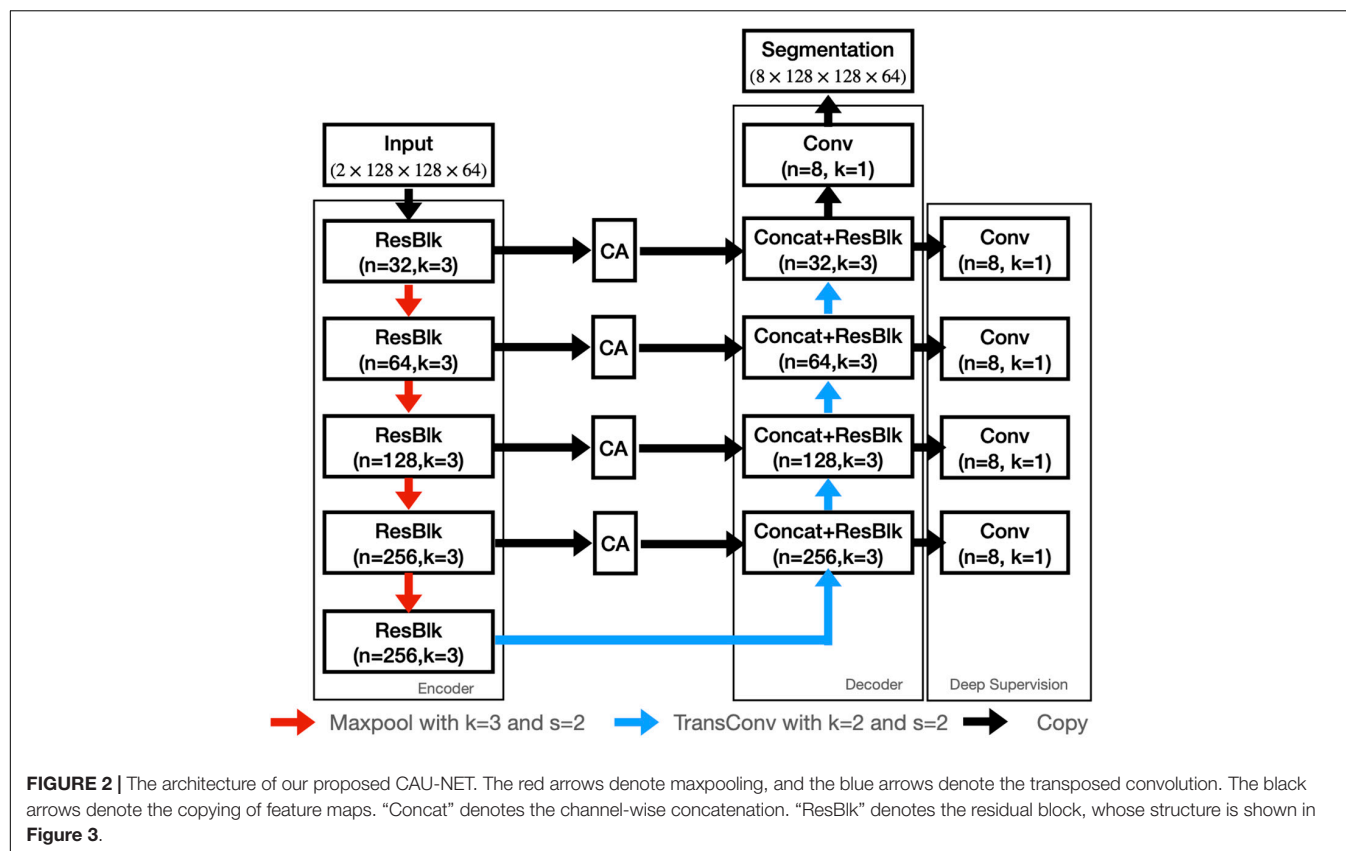 Segmentation
(8 × 128 × 128 × 64)
Input
(2 × 128 × 128 × 64)
Conv
(n=8, k=1)
ResBlk
(n=32,k=3)
CA
Concat+ResBlk
(n=32,k=3)
Conv
(n=8, k=1)
ResBlk
(n=64,k=3)
CA
Concat+ResBlk
(n=64,k=3)
Conv
(n=8, k=1)
ResBlk
(n=128,k=3)
CA
Concat+ResBlk
(n=128,k=3)
Conv
(n=8, k=1)
ResBlk
(n=256,k=3)
CA
Concat+ResBlk
(n=256,k=3)
Conv
(n=8, k=1)
ResBlk
(n=256,k=3)
Encoder
Decoder
Deep Supervision
Maxpool with k=3 and s=2
TransConv with k=2 and s=2
Copy
FIGURE 2 | The architecture of our proposed CAU-NET. The red arrows denote maxpooling, and the blue arrows denote the transposed convolution. The black
arrows denote the copying of feature maps. “Concat” denotes the channel-wise concatenation. “ResBlk” denotes the residual block, whose structure is shown in
Figure 3.